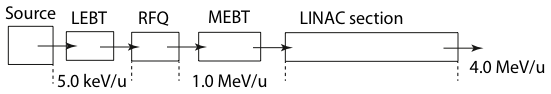 Source
LEBT
RFQ
MEBT
LINAC section
5.0 keV/u
1.0 MeV/u
4.0 MeV/u